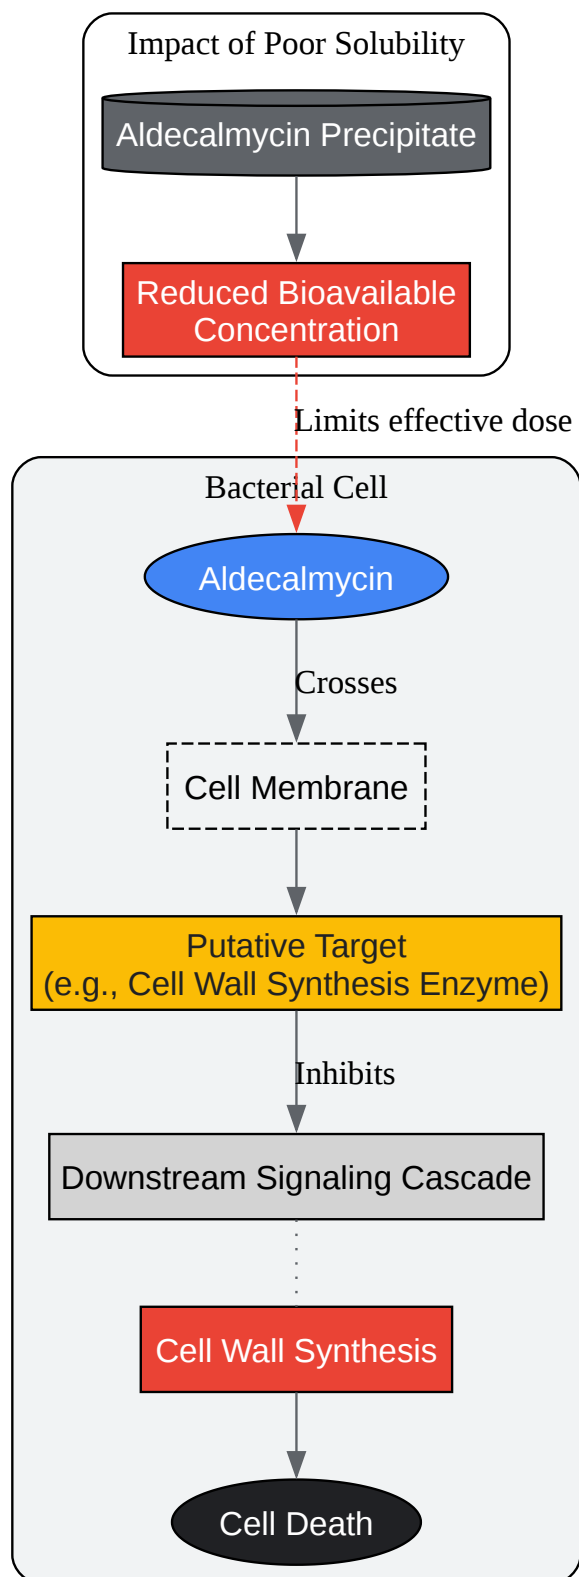 Impact of Poor Solubility
Aldecalmycin Precipitate
Reduced Bioavailable
Concentration
Limits effective dose
Bacterial Cell
Aldecalmycin
Crosses
Cell Membrane
Putative Target
(e.g., Cell Wall Synthesis Enzyme)
Inhibits
Downstream Signaling Cascade
Cell Wall Synthesis
Cell Death